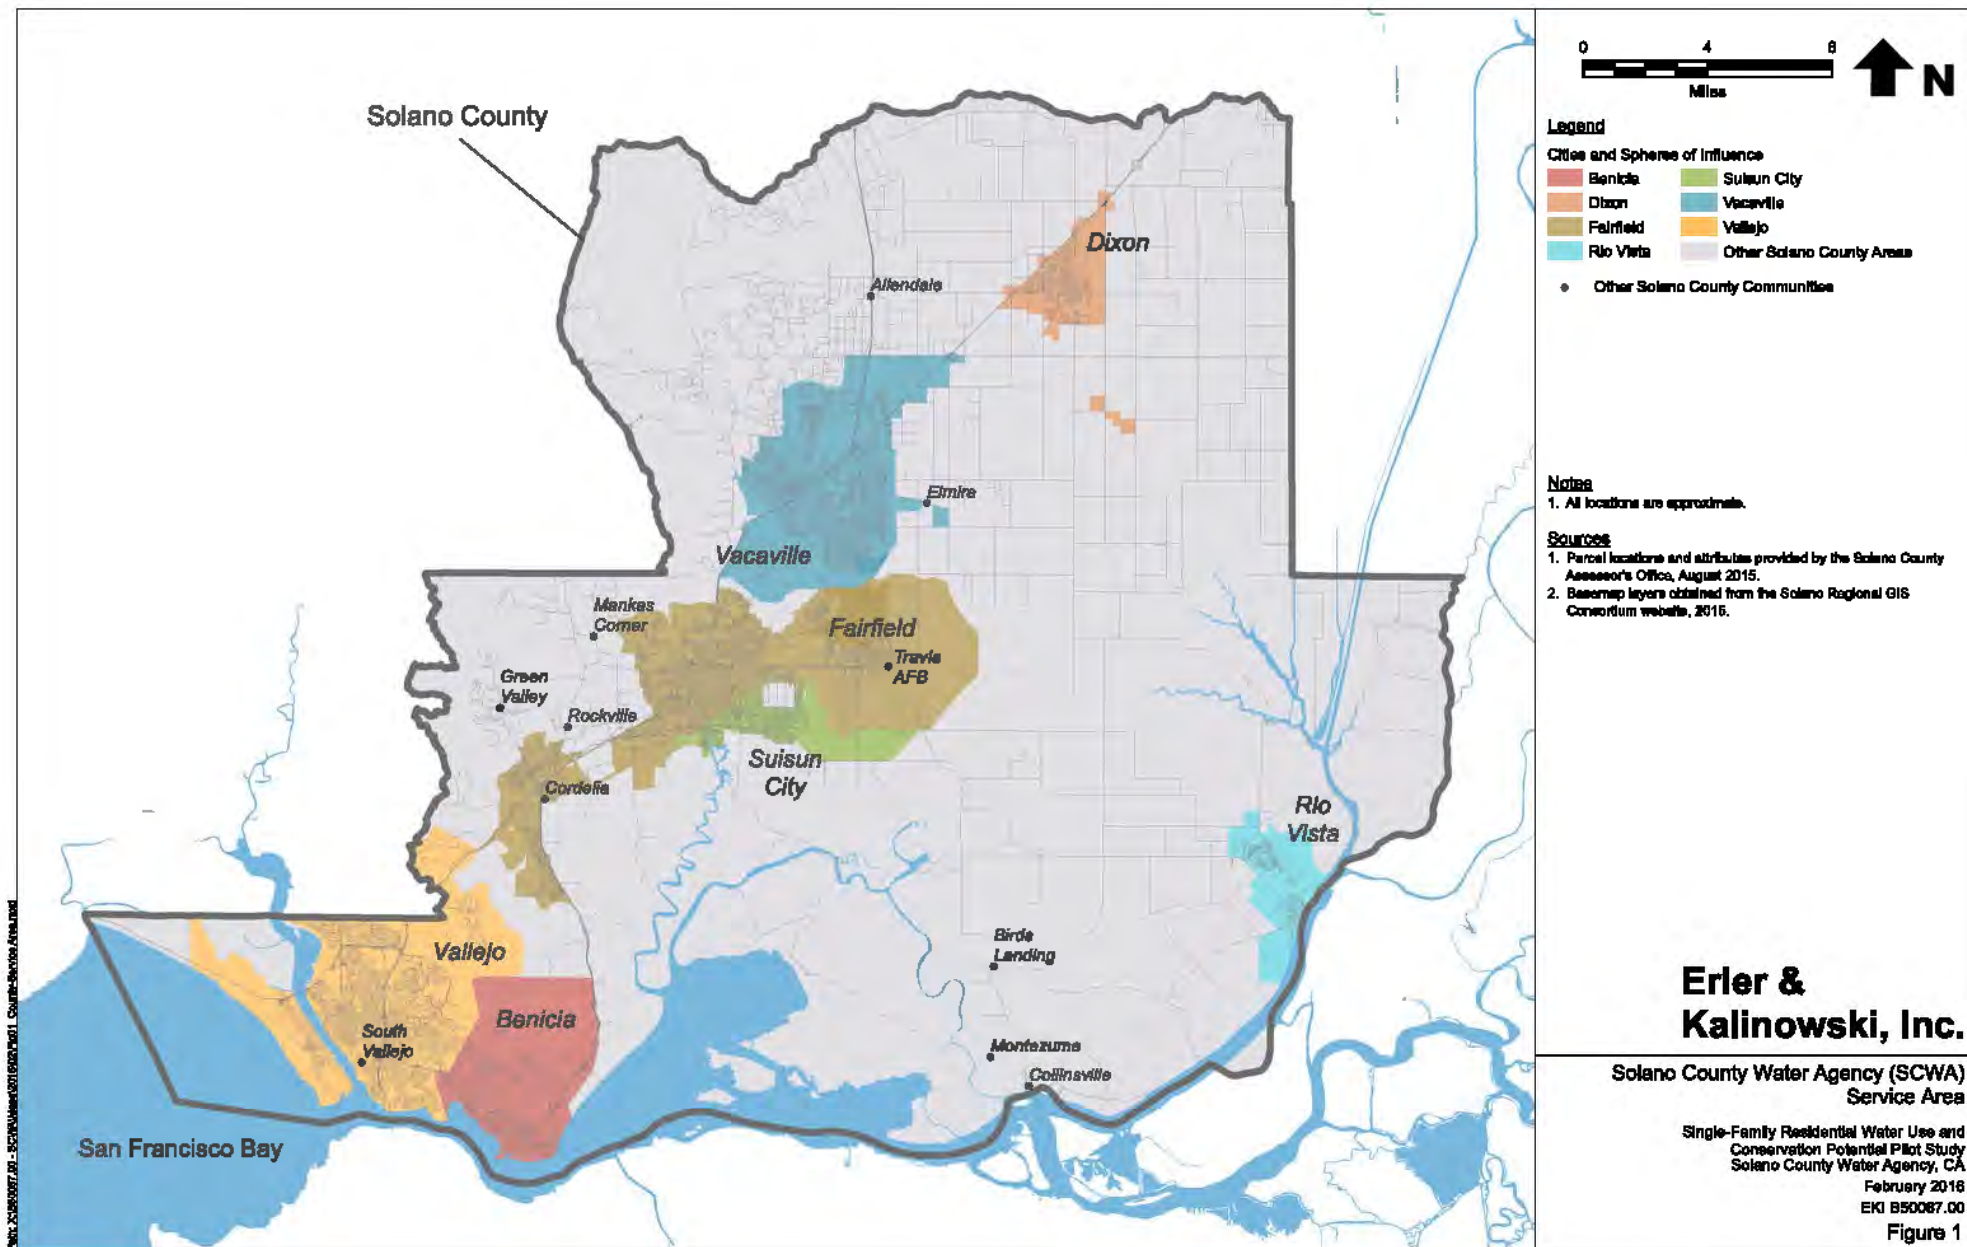 Solano County
Dixon
Allendale
Elmira
Vacaville
Mankas
Corner
Fairfield
Travis
AFB
Green
Valley
Rockville
Suisun
City
Cordelia
Rio
Vista
Vallejo
Birds
Landing
Benicia
South
Vallejo
Montezuma
Collinsville
San Francisco Bay
0 4 8
Miles
N
Legend
Cities and Spheres of Influence
Benicia Suisun City
Dixon Vacaville
Fairfield Vallejo
Rio Vista Other Solano County Areas
Other Solano County Communities
Notes
1. All locations are approximate.
Sources
1. Parcel locations and attributes provided by the Solano County
Assessor's Office, August 2015.
2. Basemap layers obtained from the Solano Regional GIS
Consortium website, 2015.
Erler &
Kalinowski, Inc.
Solano County Water Agency (SCWA)
Service Area
Single-Family Residential Water Use and
Conservation Potential Pilot Study
Solano County Water Agency, CA
February 2016
EKI B50087.00
Figure 1